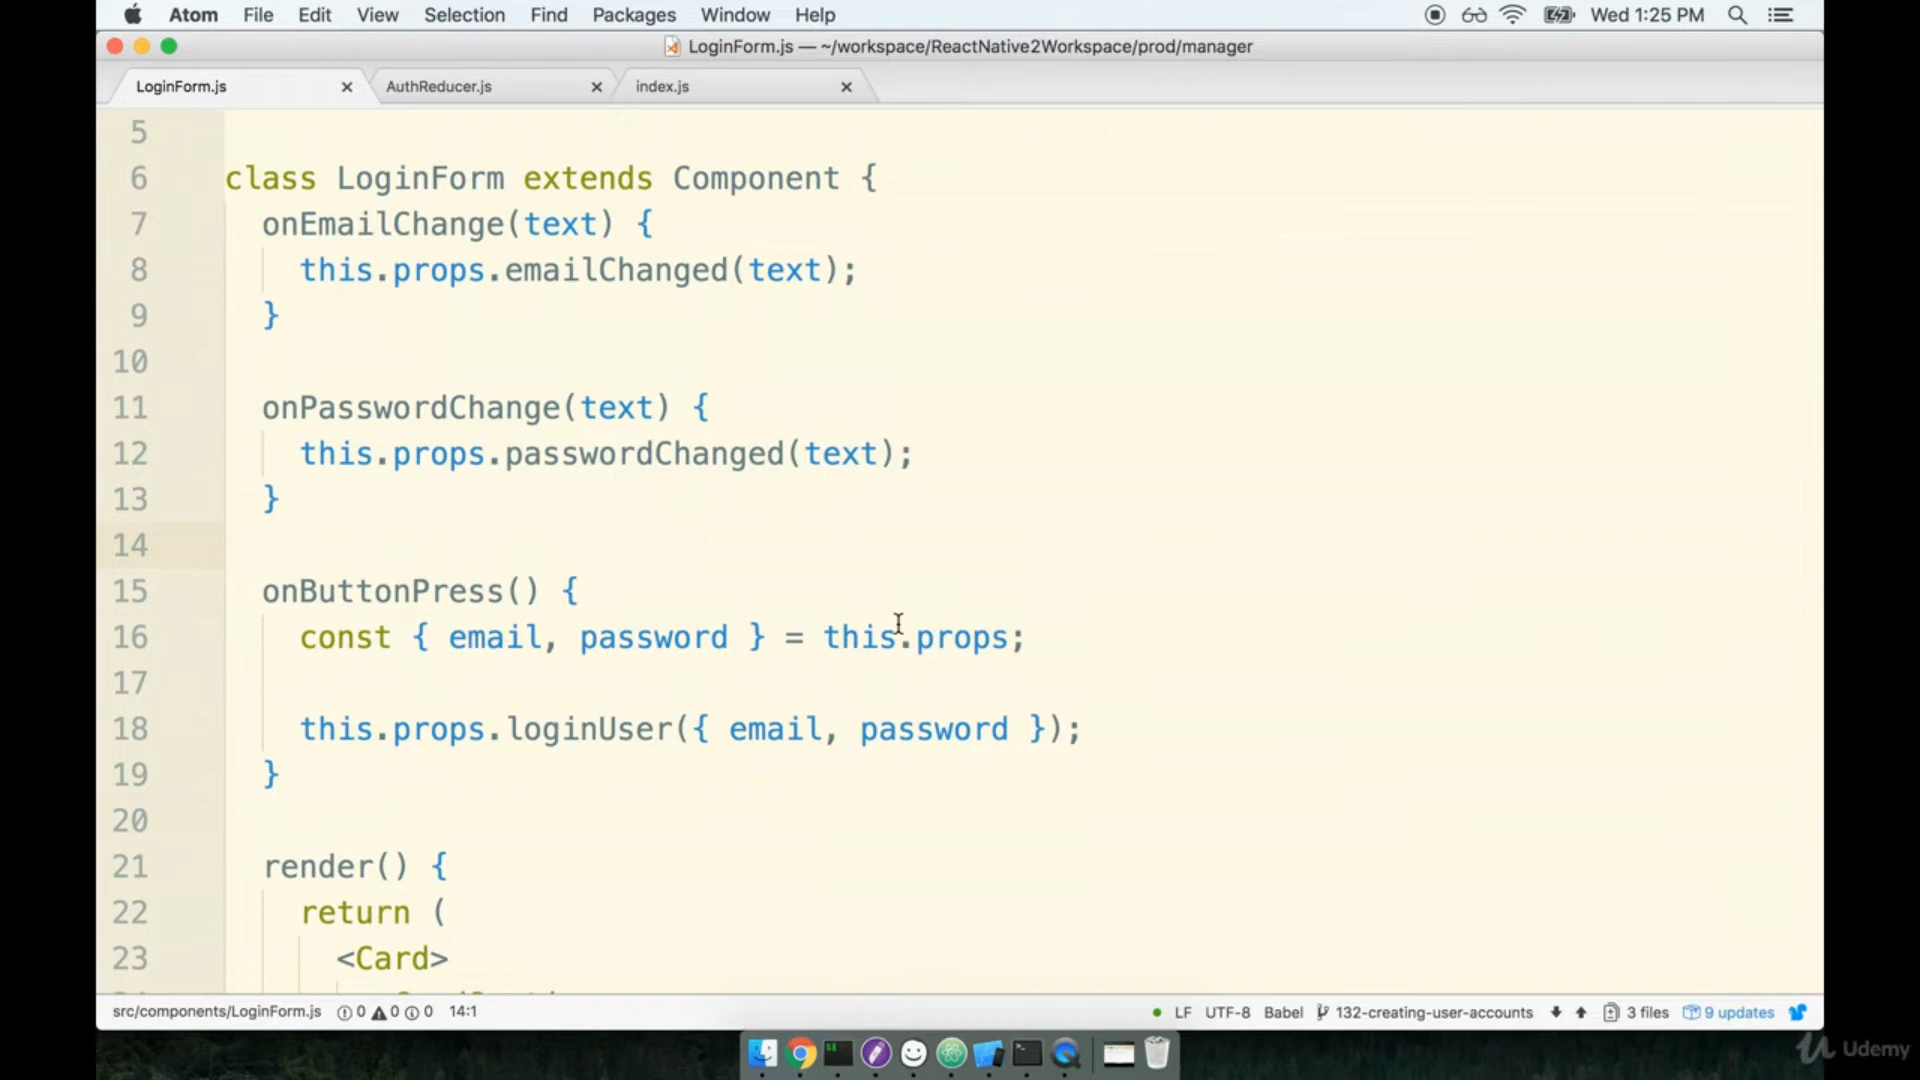 Atom File Edit View Selection Find Packages Window Help Wed 1:25 PM
LoginForm.js — ~/workspace/ReactNative2Workspace/prod/manager
LoginForm.js AuthReducer.js index.js
5
6 class LoginForm extends Component {
7 onEmailChange(text) {
8 this.props.emailChanged(text);
9 }
10
11 onPasswordChange(text) {
12 this.props.passwordChanged(text);
13 }
14
15 onButtonPress() {
16 const { email, password } = this.props;
17
18 this.props.loginUser({ email, password });
19 }
20
21 render() {
22 return (
23 <Card>
src/components/LoginForm.js 0 0 0 14:1 LF UTF-8 Babel 132-creating-user-accounts 3 files 9 updates
Udemy